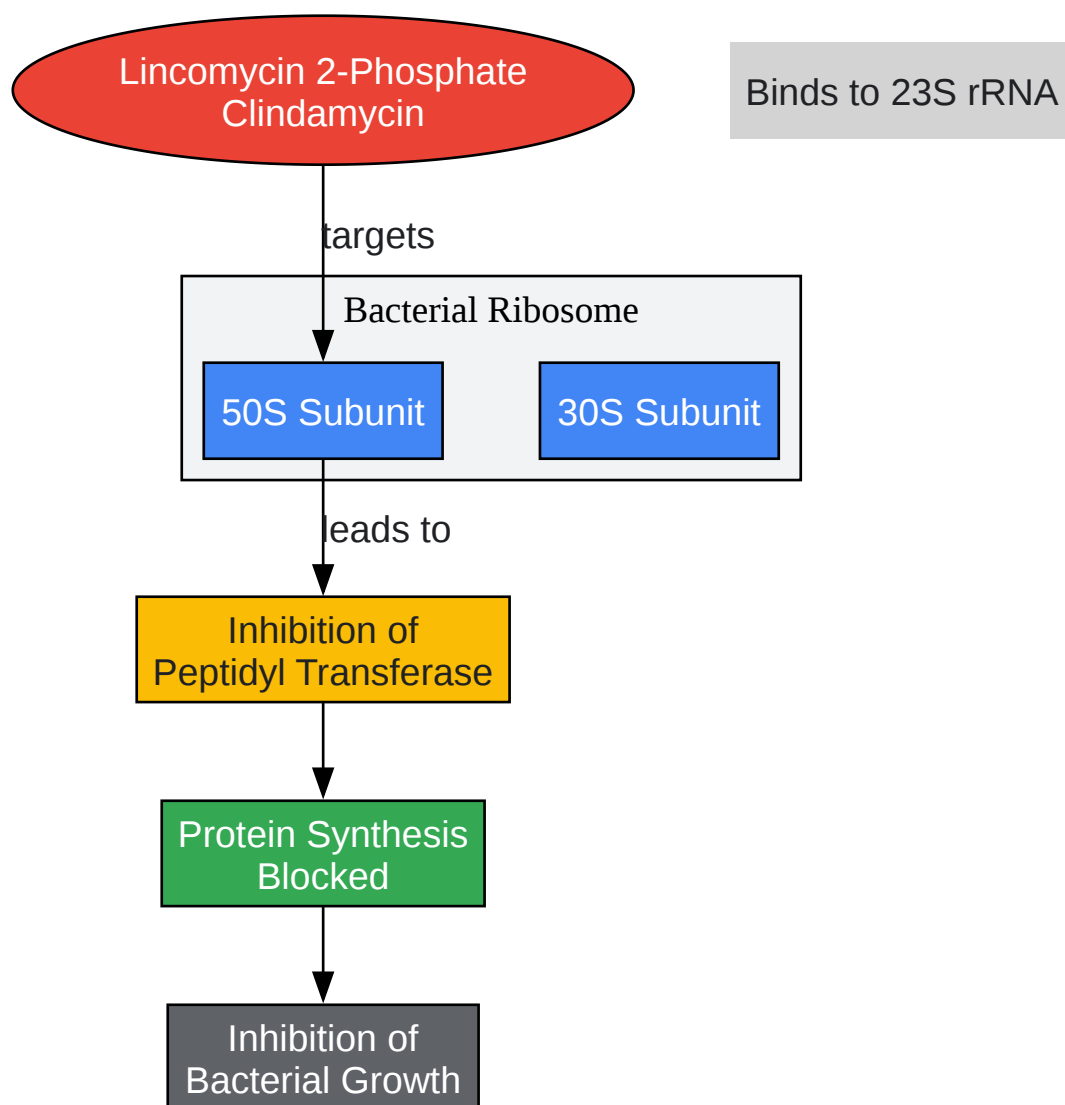 Lincomycin 2-Phosphate
Clindamycin
Binds to 23S rRNA
targets
Bacterial Ribosome
50S Subunit
30S Subunit
leads to
Inhibition of
Peptidyl Transferase
Protein Synthesis
Blocked
Inhibition of
Bacterial Growth